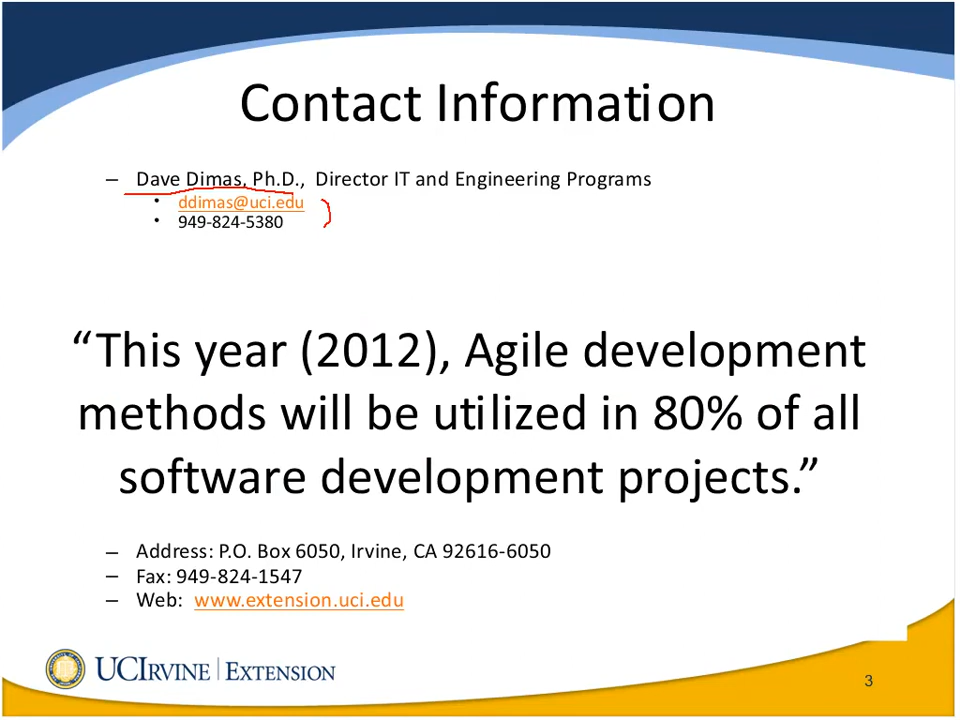 Contact Information
– Dave Dimas, Ph.D., Director IT and Engineering Programs
• ddimas@uci.edu
• 949-824-5380
“This year (2012), Agile development
methods will be utilized in 80% of all
software development projects.”
– Address: P.O. Box 6050, Irvine, CA 92616-6050
– Fax: 949-824-1547
– Web: www.extension.uci.edu
UCIRVINE | EXTENSION
3